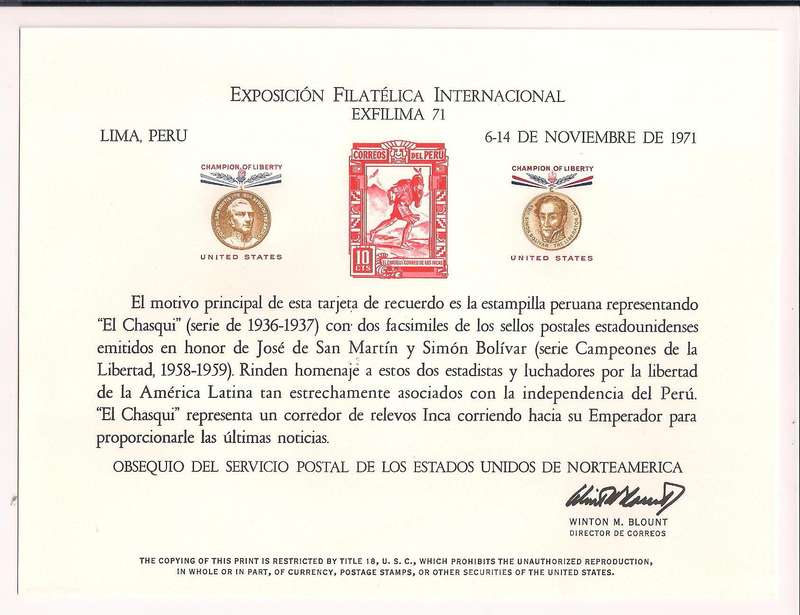 EXPOSICIÓN FILATÉLICA INTERNACIONAL
EXFILIMA 71
LIMA, PERU
6-14 DE NOVIEMBRE DE 1971
CHAMPION OF LIBERTY
UNITED STATES
CORREOS DEL PERU
10
CTS
EL CHASQUI CORREO DE LOS INCAS
CHAMPION OF LIBERTY
UNITED STATES
El motivo principal de esta tarjeta de recuerdo es la estampilla peruana representando
"El Chasqui" (serie de 1936-1937) con dos facsimiles de los sellos postales estadounidenses
emitidos en honor de José de San Martín y Simón Bolívar (serie Campeones de la
Libertad, 1958-1959). Rinden homenaje a estos dos estadistas y luchadores por la libertad
de la América Latina tan estrechamente asociados con la independencia del Perú.
"El Chasqui" representa un corredor de relevos Inca corriendo hacia su Emperador para
proporcionarle las últimas noticias.
OBSEQUIO DEL SERVICIO POSTAL DE LOS ESTADOS UNIDOS DE NORTEAMERICA
WINTON M. BLOUNT
DIRECTOR DE CORREOS
THE COPYING OF THIS PRINT IS RESTRICTED BY TITLE 18, U. S. C., WHICH PROHIBITS THE UNAUTHORIZED REPRODUCTION,
IN WHOLE OR IN PART, OF CURRENCY, POSTAGE STAMPS, OR OTHER SECURITIES OF THE UNITED STATES.